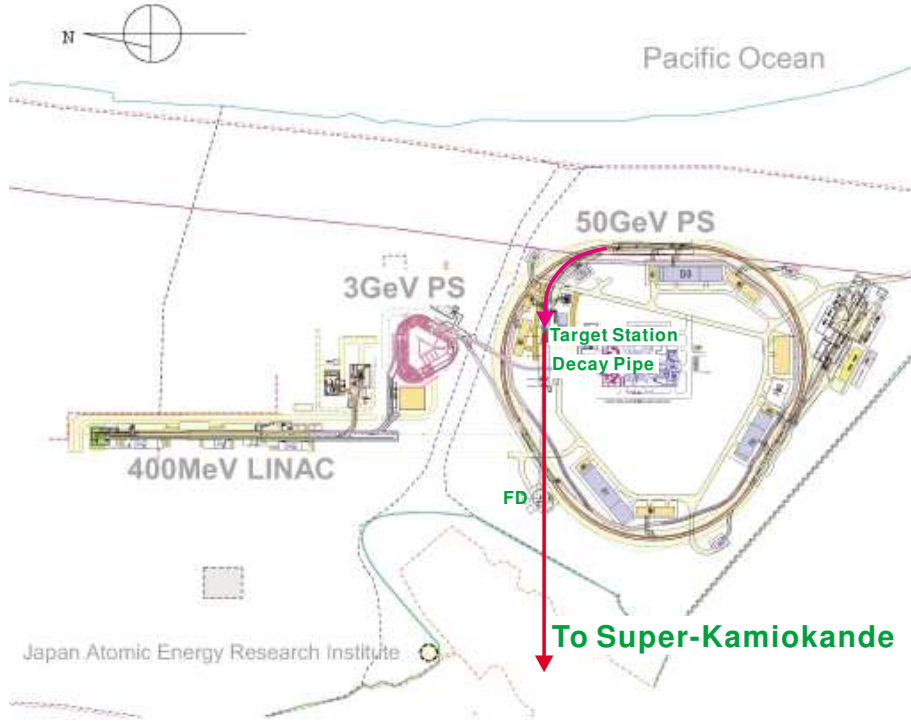 N
Pacific Ocean
50GeV PS
3GeV PS
Target Station
Decay Pipe
400MeV LINAC
FD
To Super-Kamiokande
Japan Atomic Energy Research Institute